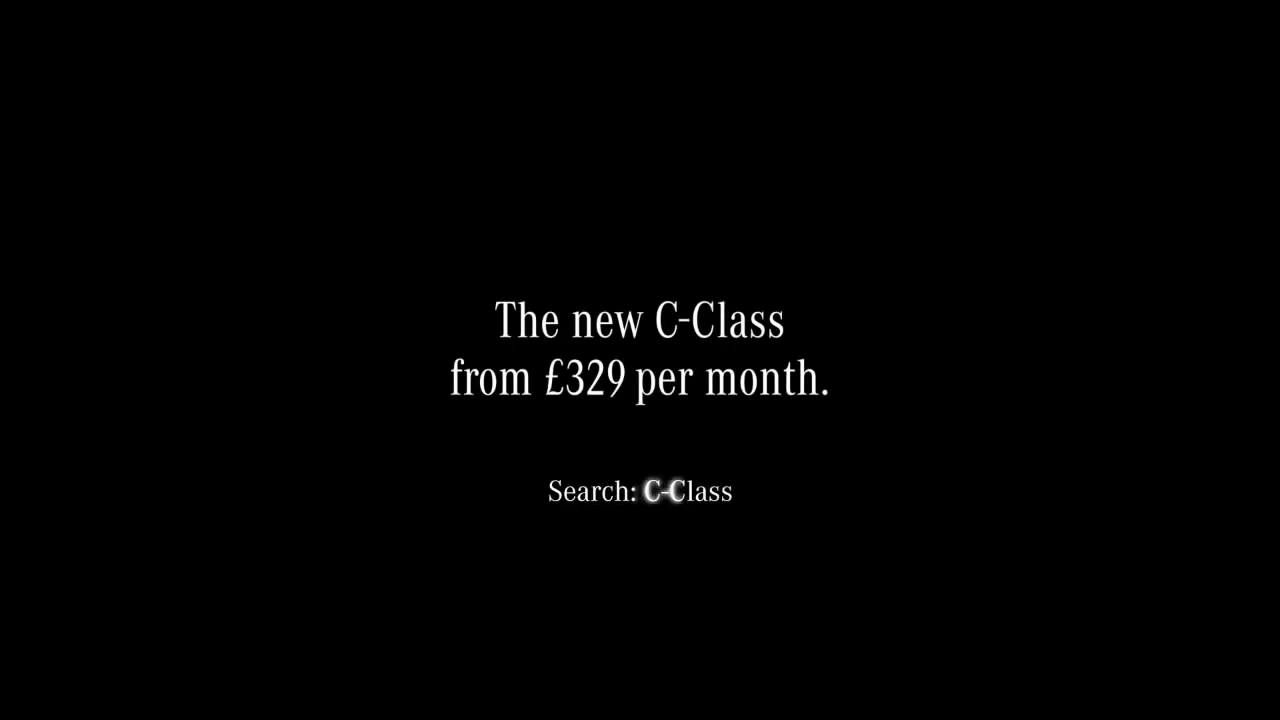 The new C-Class
from £329 per month.
Search: C-Class